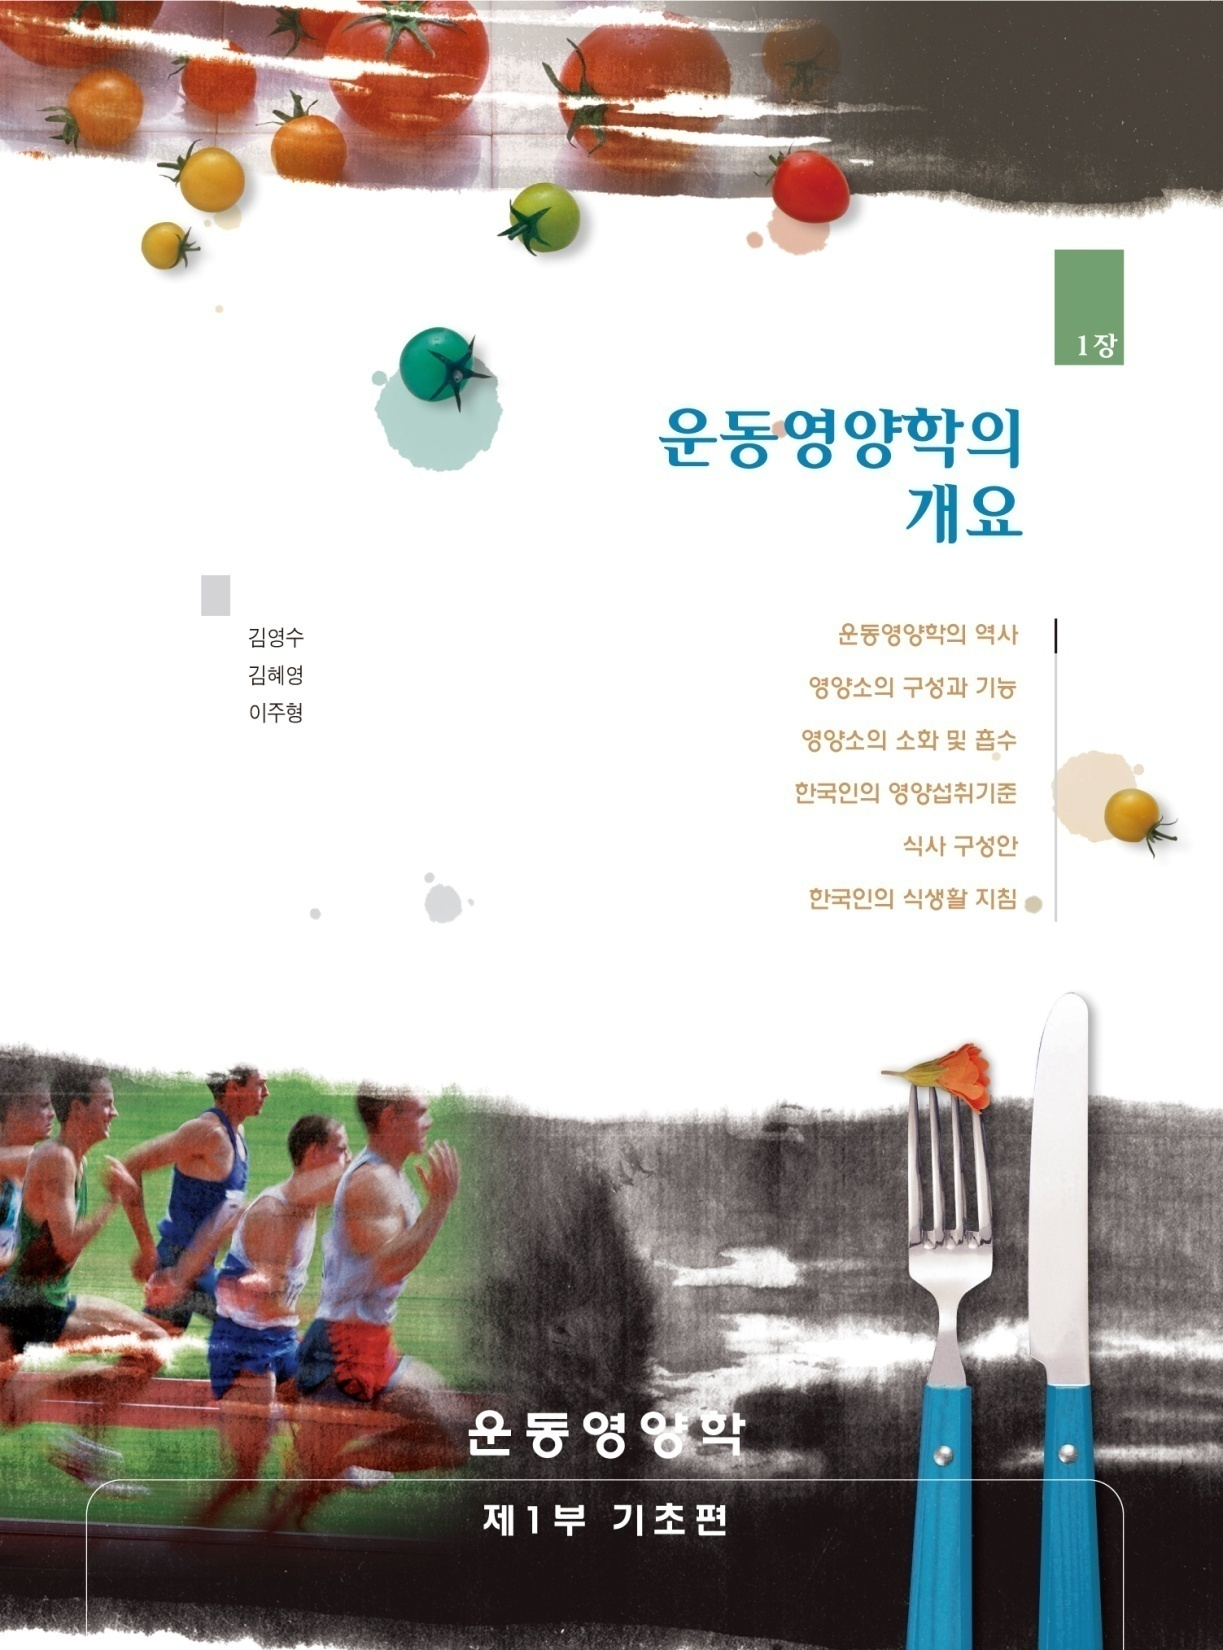 1장
운동영양학의
개요
김영수
김혜영
이주형
운동영양학의 역사
영양소의 구성과 기능
영양소의 소화 및 흡수
한국인의 영양섭취기준
식사 구성안
한국인의 식생활 지침
운동영양학
제1부 기초편